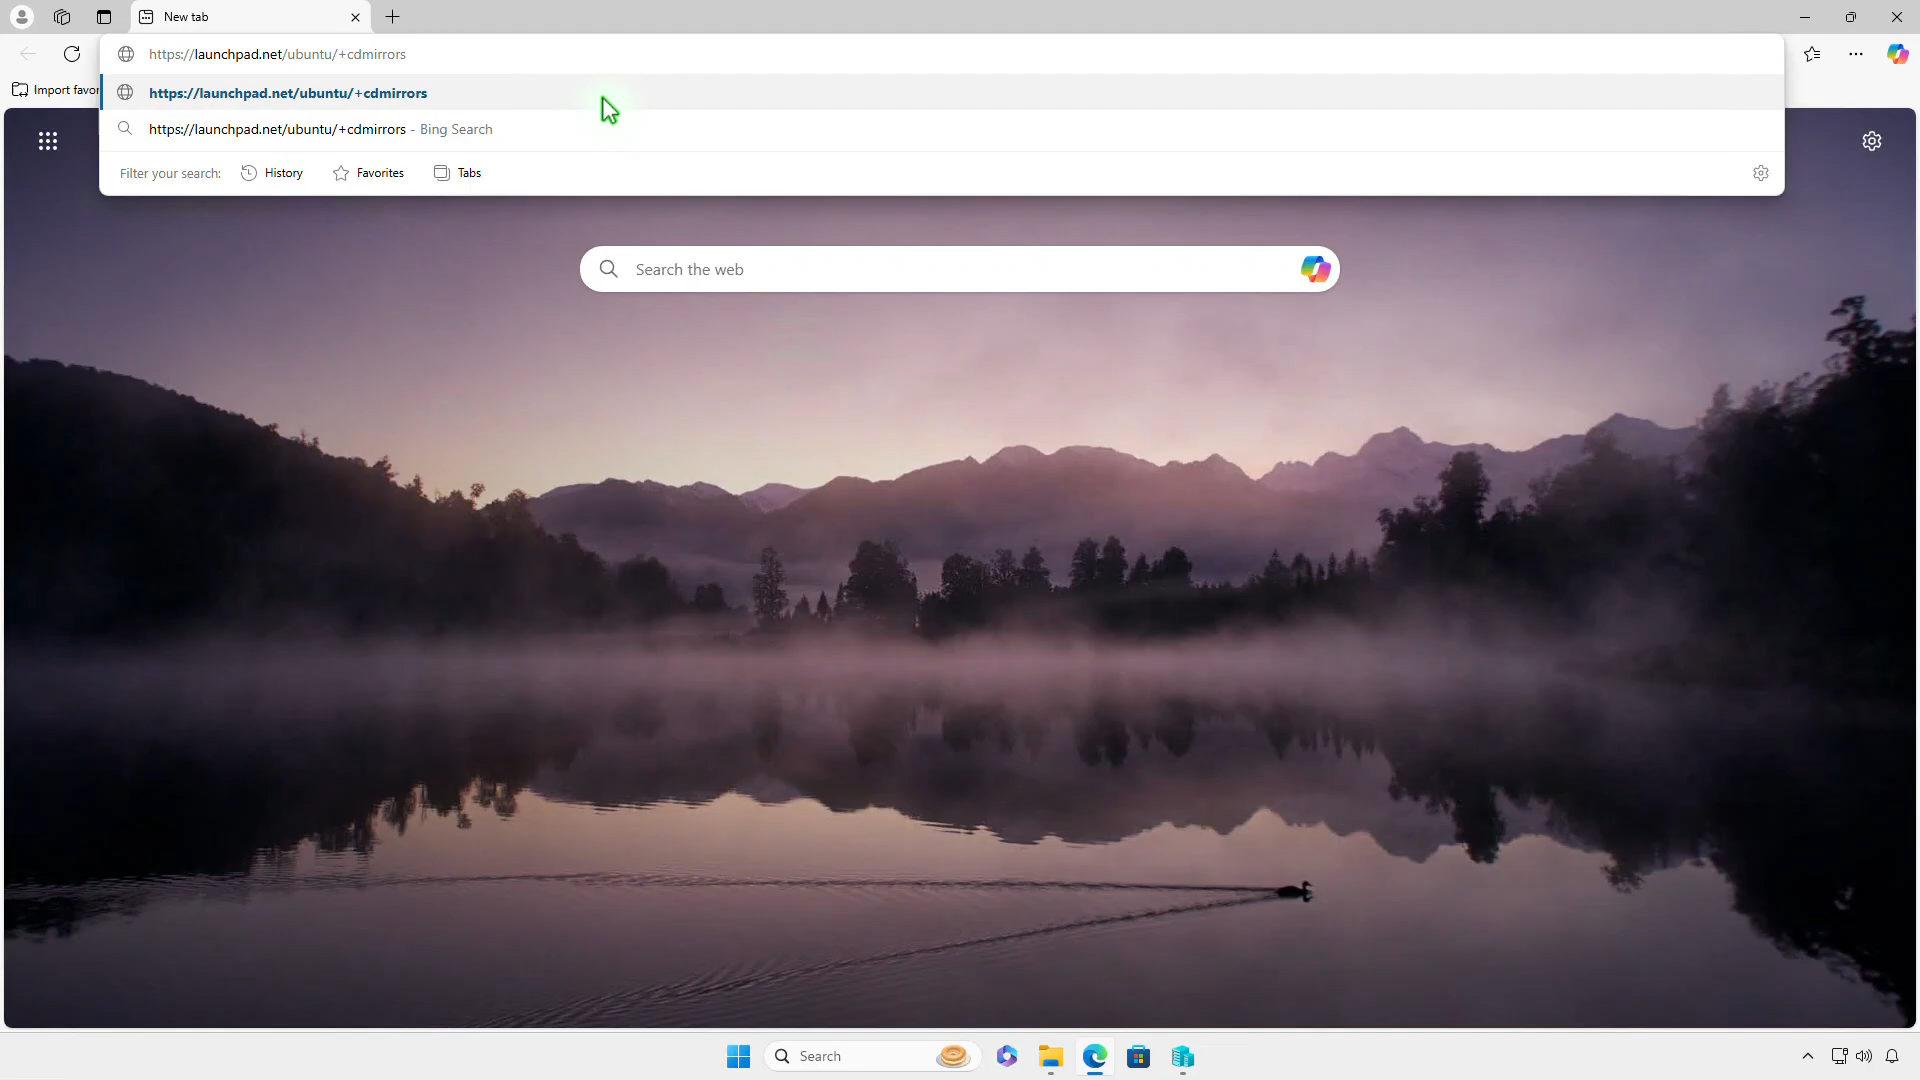 New tab
https://launchpad.net/ubuntu/+cdmirrors
Import favor
https://launchpad.net/ubuntu/+cdmirrors
https://launchpad.net/ubuntu/+cdmirrors - Bing Search
Filter your search: History Favorites Tabs
Search the web
Search